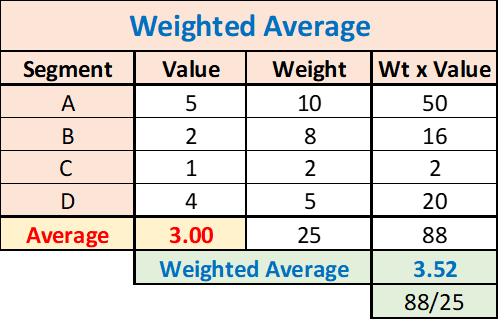 Weighted Average
Segment Value Weight Wt x Value
A 5 10 50
B 2 8 16
C 1 2 2
D 4 5 20
Average 3.00 25 88
Weighted Average 3.52
88/25